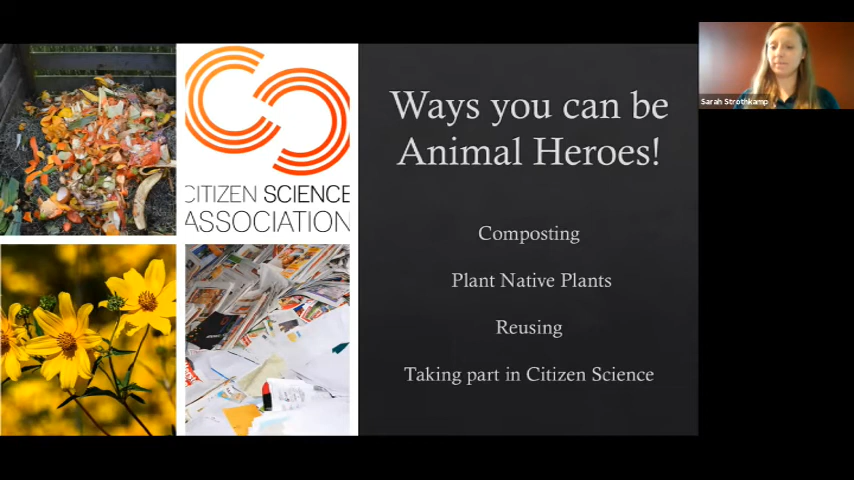 Sarah Strothkamp
CITIZEN SCIENCE
ASSOCIATION
Ways you can be
Animal Heroes!
Composting
Plant Native Plants
Reusing
Taking part in Citizen Science